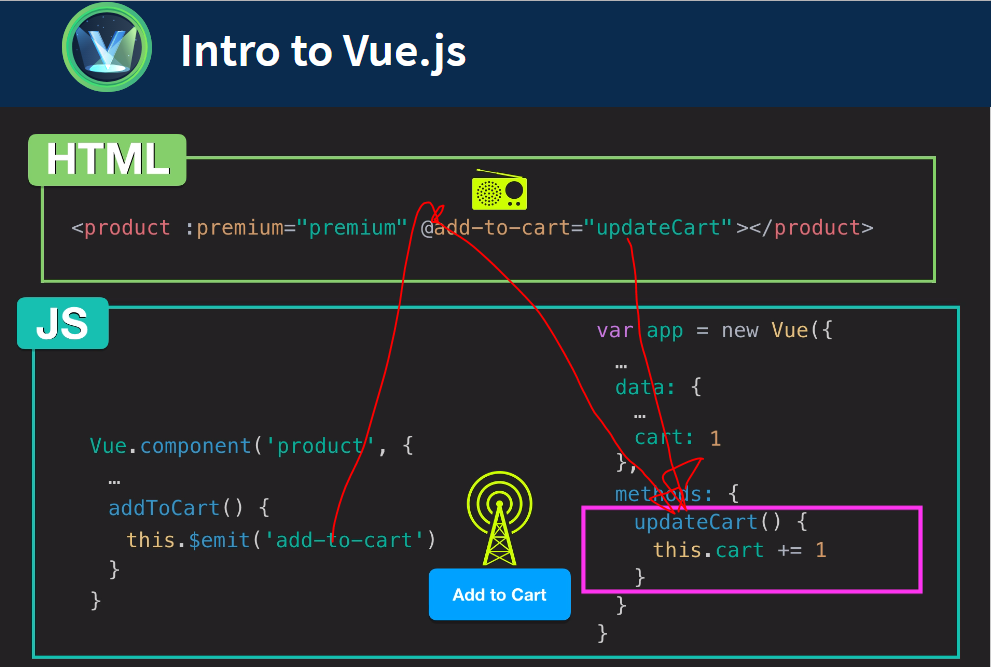 Intro to Vue.js
HTML
<product :premium="premium" @add-to-cart="updateCart"></product>
JS
Vue.component('product', {
…
addToCart() {
this.$emit('add-to-cart')
}
}
Add to Cart
var app = new Vue({
…
data: {
…
cart: 1
},
methods: {
updateCart() {
this.cart += 1
}
}
}